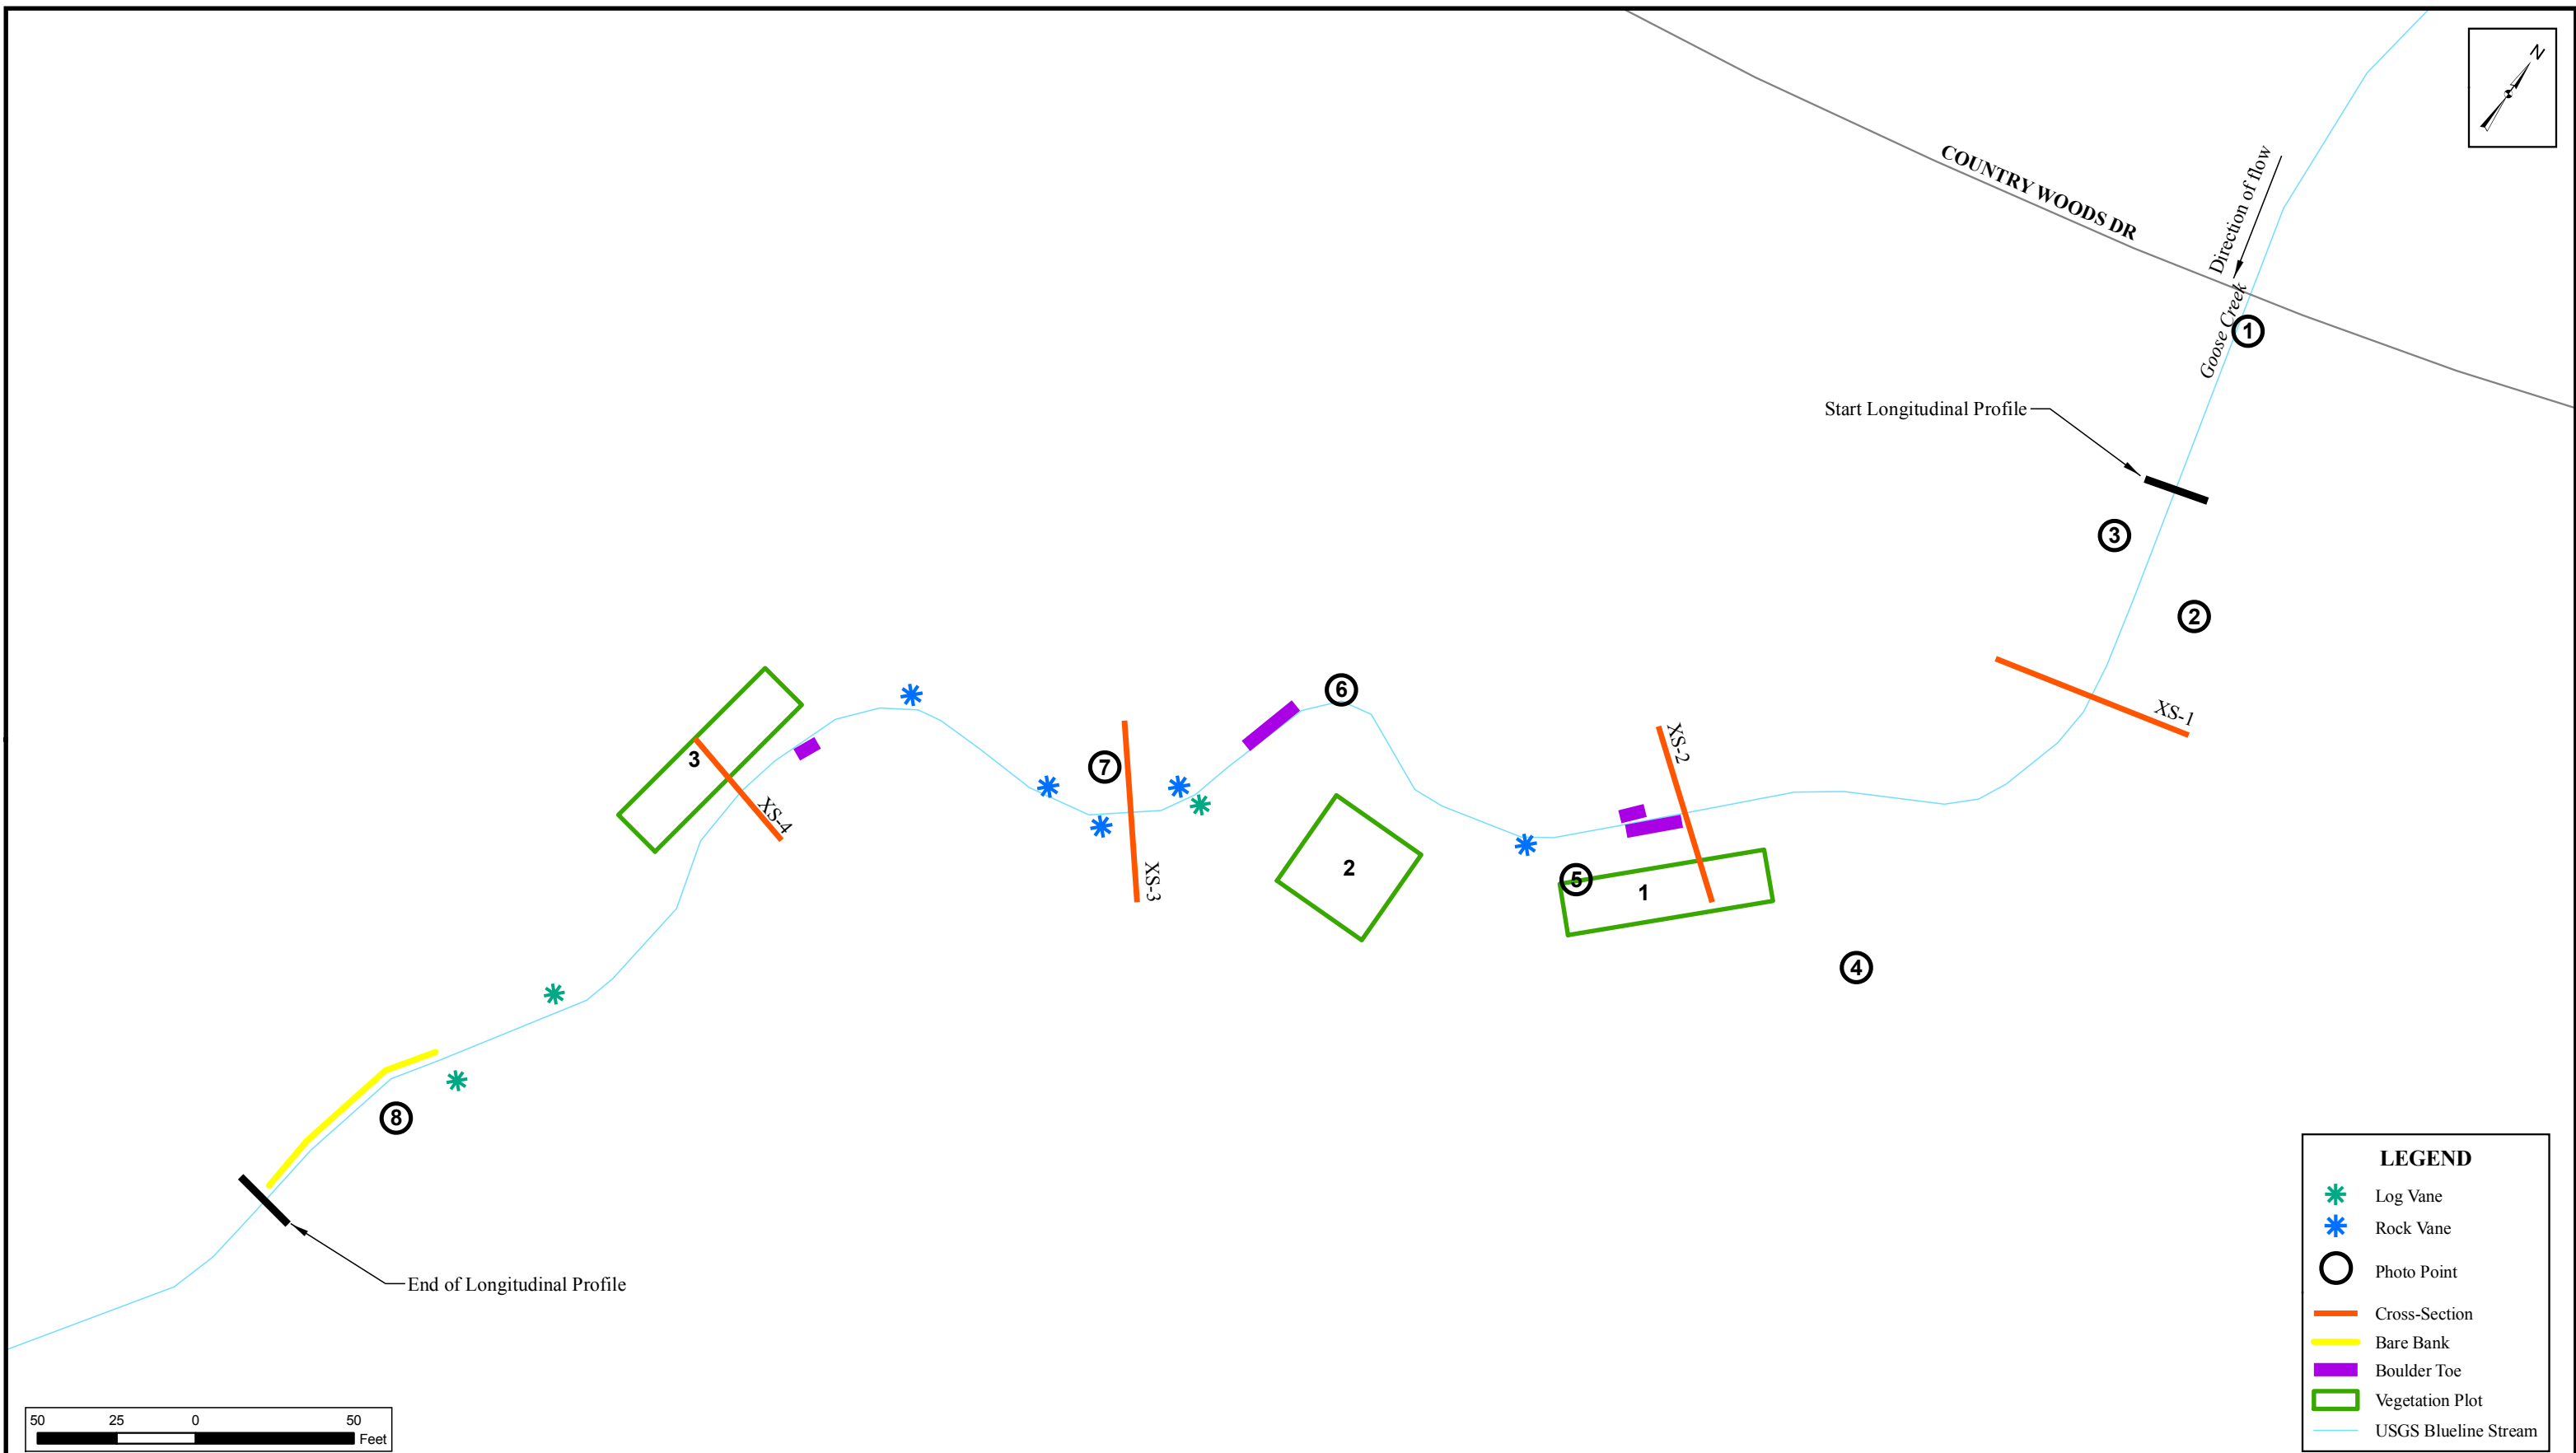 N
COUNTRY WOODS DR
Direction of flow
Goose Creek
1
Start Longitudinal Profile
3
2
XS-1
6
XS-2
7
3
XS-4
2
XS-3
5
1
4
8
End of Longitudinal Profile
LEGEND
Log Vane
Rock Vane
Photo Point
Cross-Section
Bare Bank
Boulder Toe
Vegetation Plot
USGS Blueline Stream
50 25 0 50
Feet